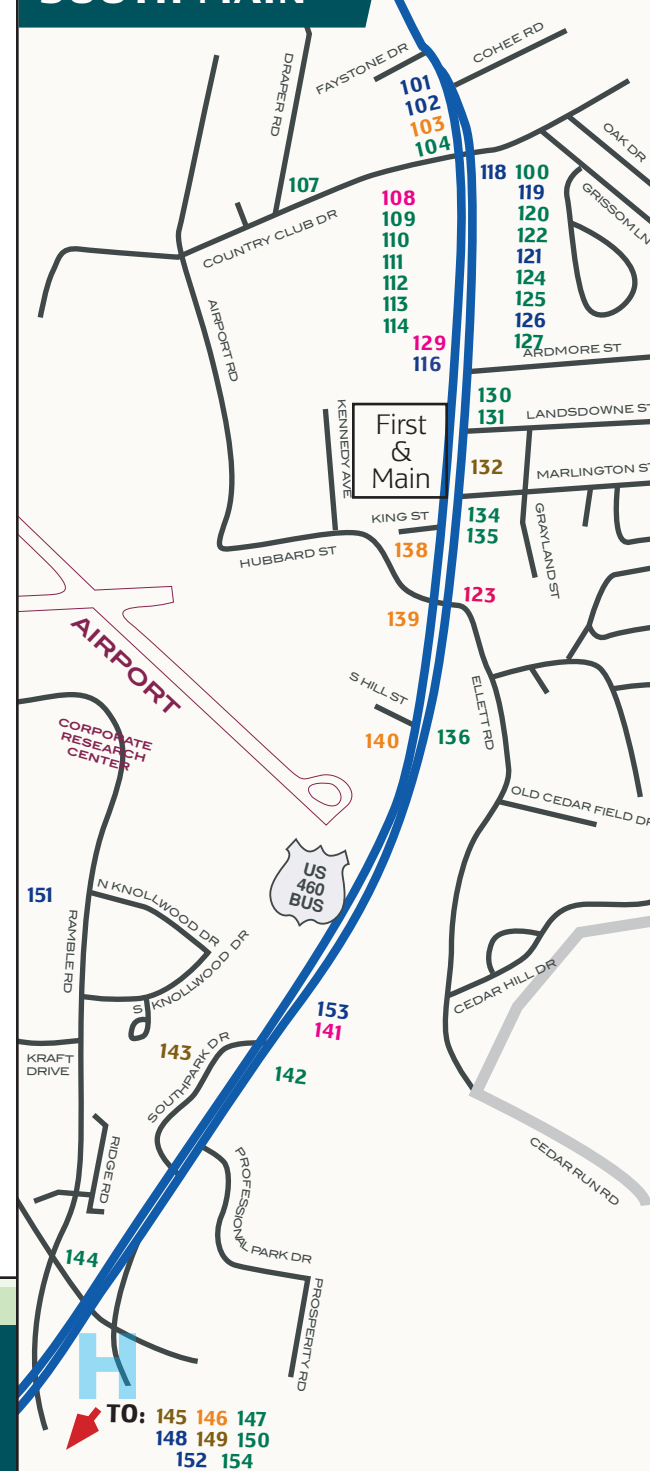 SOUTH MAIN
FAYSTONE DR
COHEE RD
DRAPER RD
101
102
103
104
OAK DR
107
118 100
108
119
GRISSOM LN
109
120
COUNTRY CLUB DR
110
122
111
121
112
124
113
125
114
126
129
127
116
ARDMORE ST
AIRPORT RD
KENNEDY AVE
130
131
LANDSDOWNE ST
First
&
Main
132
MARLINGTON ST
KING ST
134
135
GRAYLAND ST
138
HUBBARD ST
123
139
AIRPORT
S HILL ST
ELLETT RD
140
136
CORPORATE
RESEARCH
CENTER
OLD CEDAR FIELD DR
US
460
BUS
151
N KNOLLWOOD DR
RAMBLE RD
S KNOLLWOOD DR
CEDAR HILL DR
153
141
143
SOUTHPARK DR
KRAFT
DRIVE
142
RIDGE RD
PROFESSIONAL PARK DR
CEDAR RUN RD
144
PROSPERITY RD
H
TO: 145 146 147
148 149 150
152 154